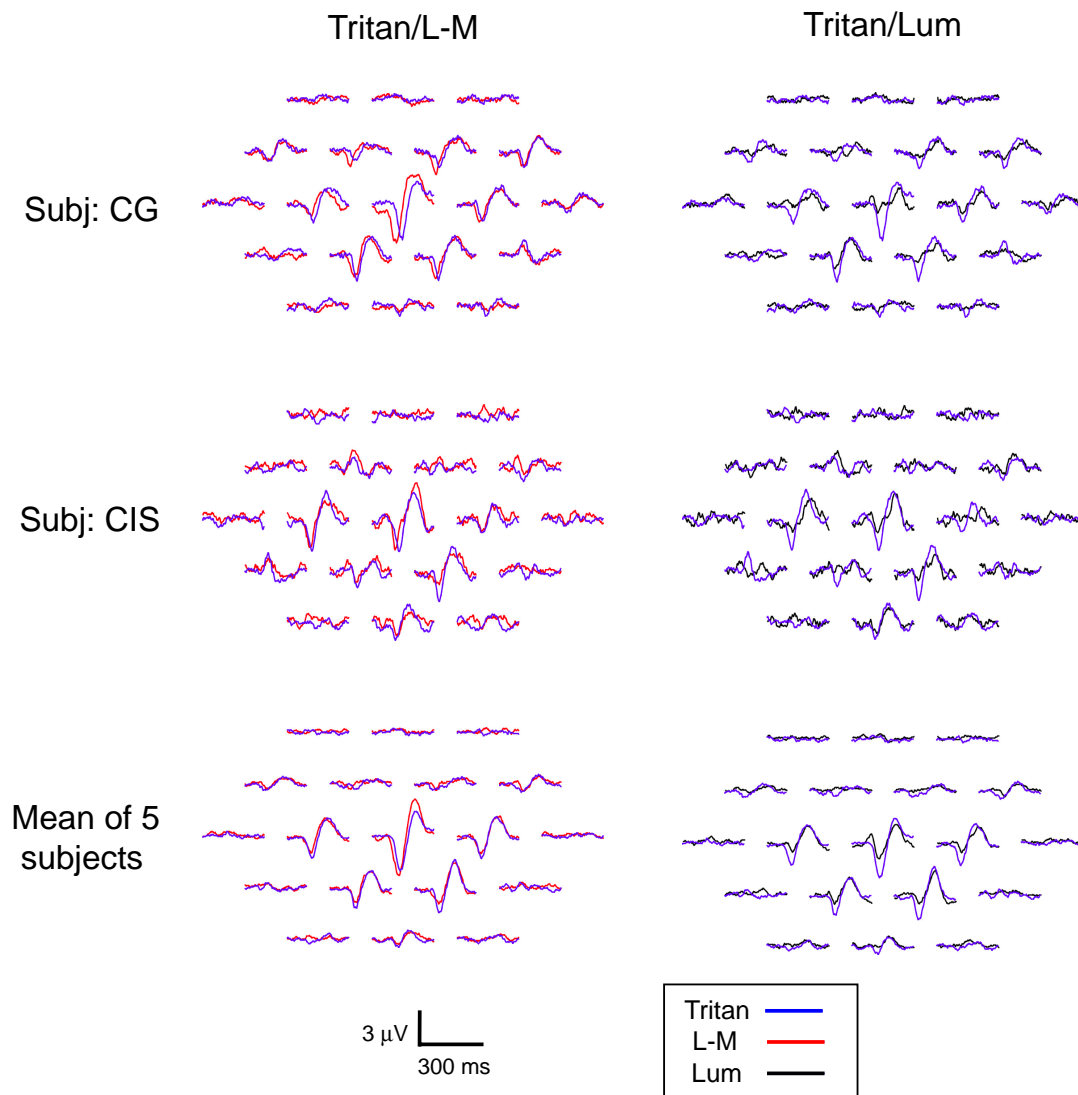 Tritan/L-M
Tritan/Lum
Subj: CG
Subj: CIS
Mean of 5
subjects
3 μV
300 ms
Tritan
L-M
Lum